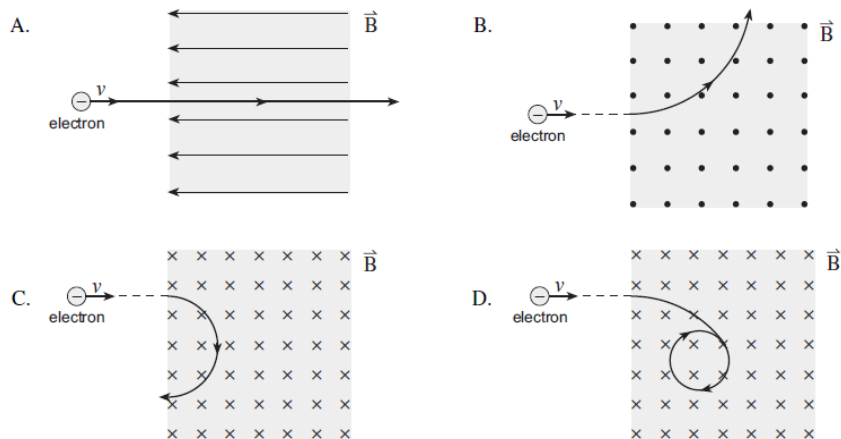 A.
B⃗
v
electron
B.
B⃗
v
electron
C.
B⃗
v
electron
D.
B⃗
v
electron